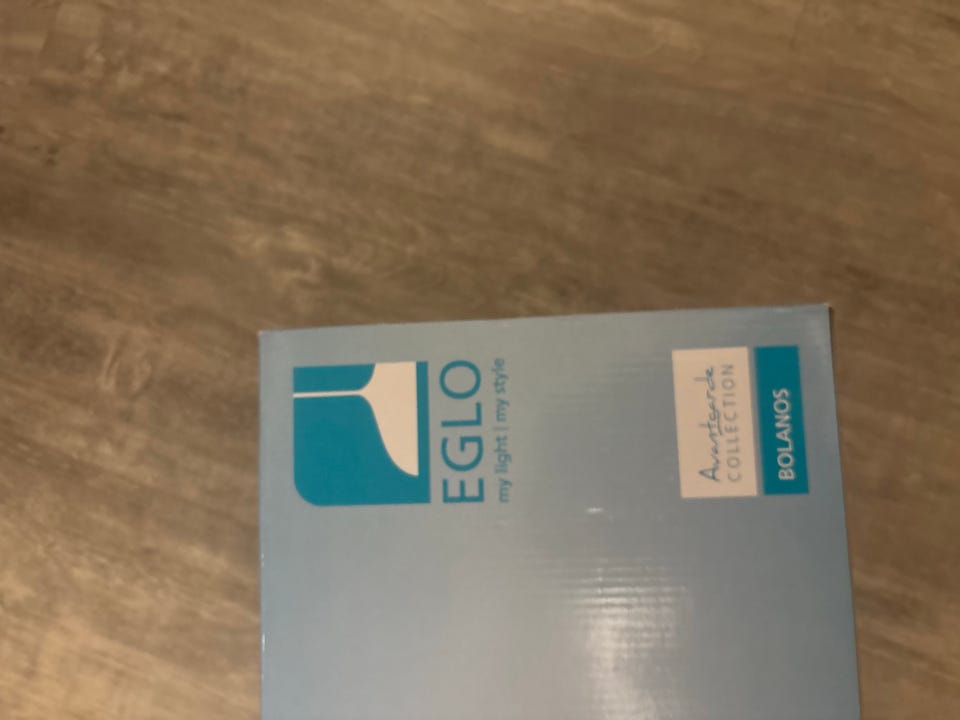 EGLO
my light | my style
Avantgarde
COLLECTION
BOLANOS